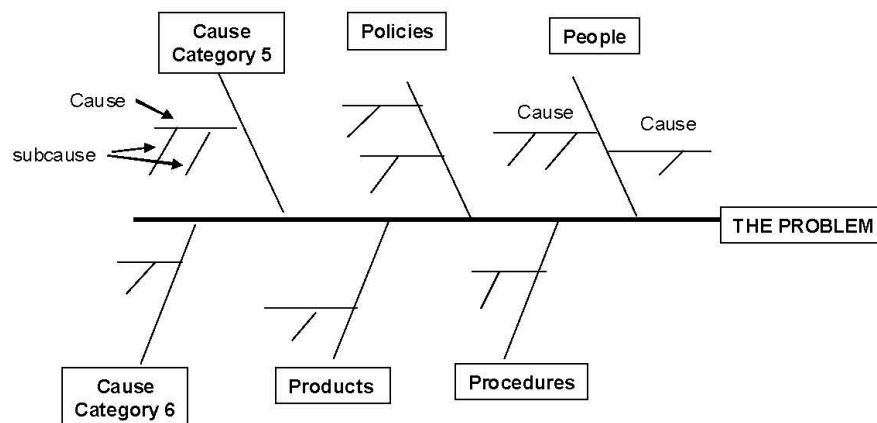 Cause
Category 5
Policies
People
Cause
Cause
Cause
subcause
THE PROBLEM
Cause
Category 6
Products
Procedures